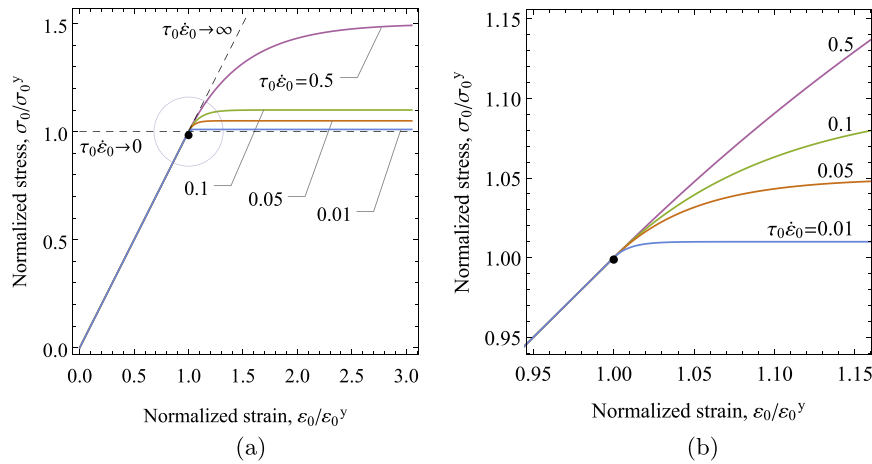 1.5
1.0
0.5
0.0
Normalized stress, σ₀/σ₀ʸ
τ₀ε̇₀→∞
τ₀ε̇₀=0.5
τ₀ε̇₀→0
0.1
0.05
0.01
0.0 0.5 1.0 1.5 2.0 2.5 3.0
Normalized strain, ε₀/ε₀ʸ
(a)
1.15
1.10
1.05
1.00
0.95
Normalized stress, σ₀/σ₀ʸ
0.5
0.1
0.05
τ₀ε̇₀=0.01
0.95 1.00 1.05 1.10 1.15
Normalized strain, ε₀/ε₀ʸ
(b)